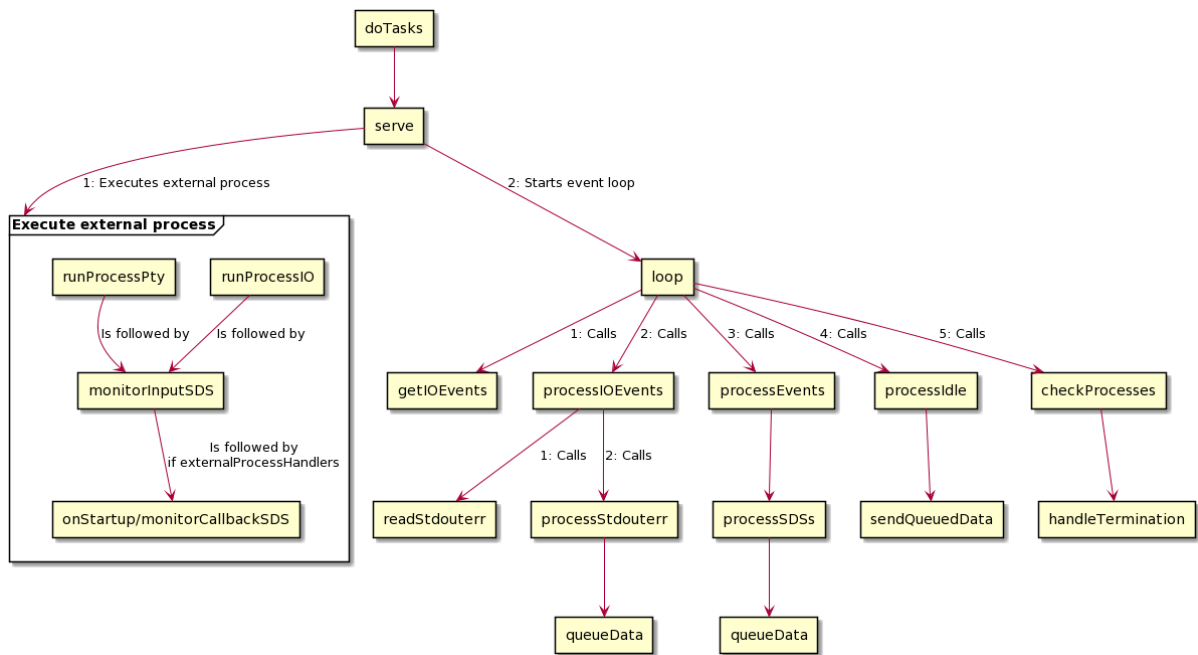 doTasks
serve
1: Executes external process
2: Starts event loop
Execute external process
runProcessPty
runProcessIO
loop
Is followed by
Is followed by
1: Calls
2: Calls
3: Calls
4: Calls
5: Calls
monitorInputSDS
getIOEvents
processIOEvents
processEvents
processIdle
checkProcesses
Is followed by
if externalProcessHandlers
1: Calls
2: Calls
onStartup/monitorCallbackSDS
readStdouterr
processStdouterr
processSDSs
sendQueuedData
handleTermination
queueData
queueData